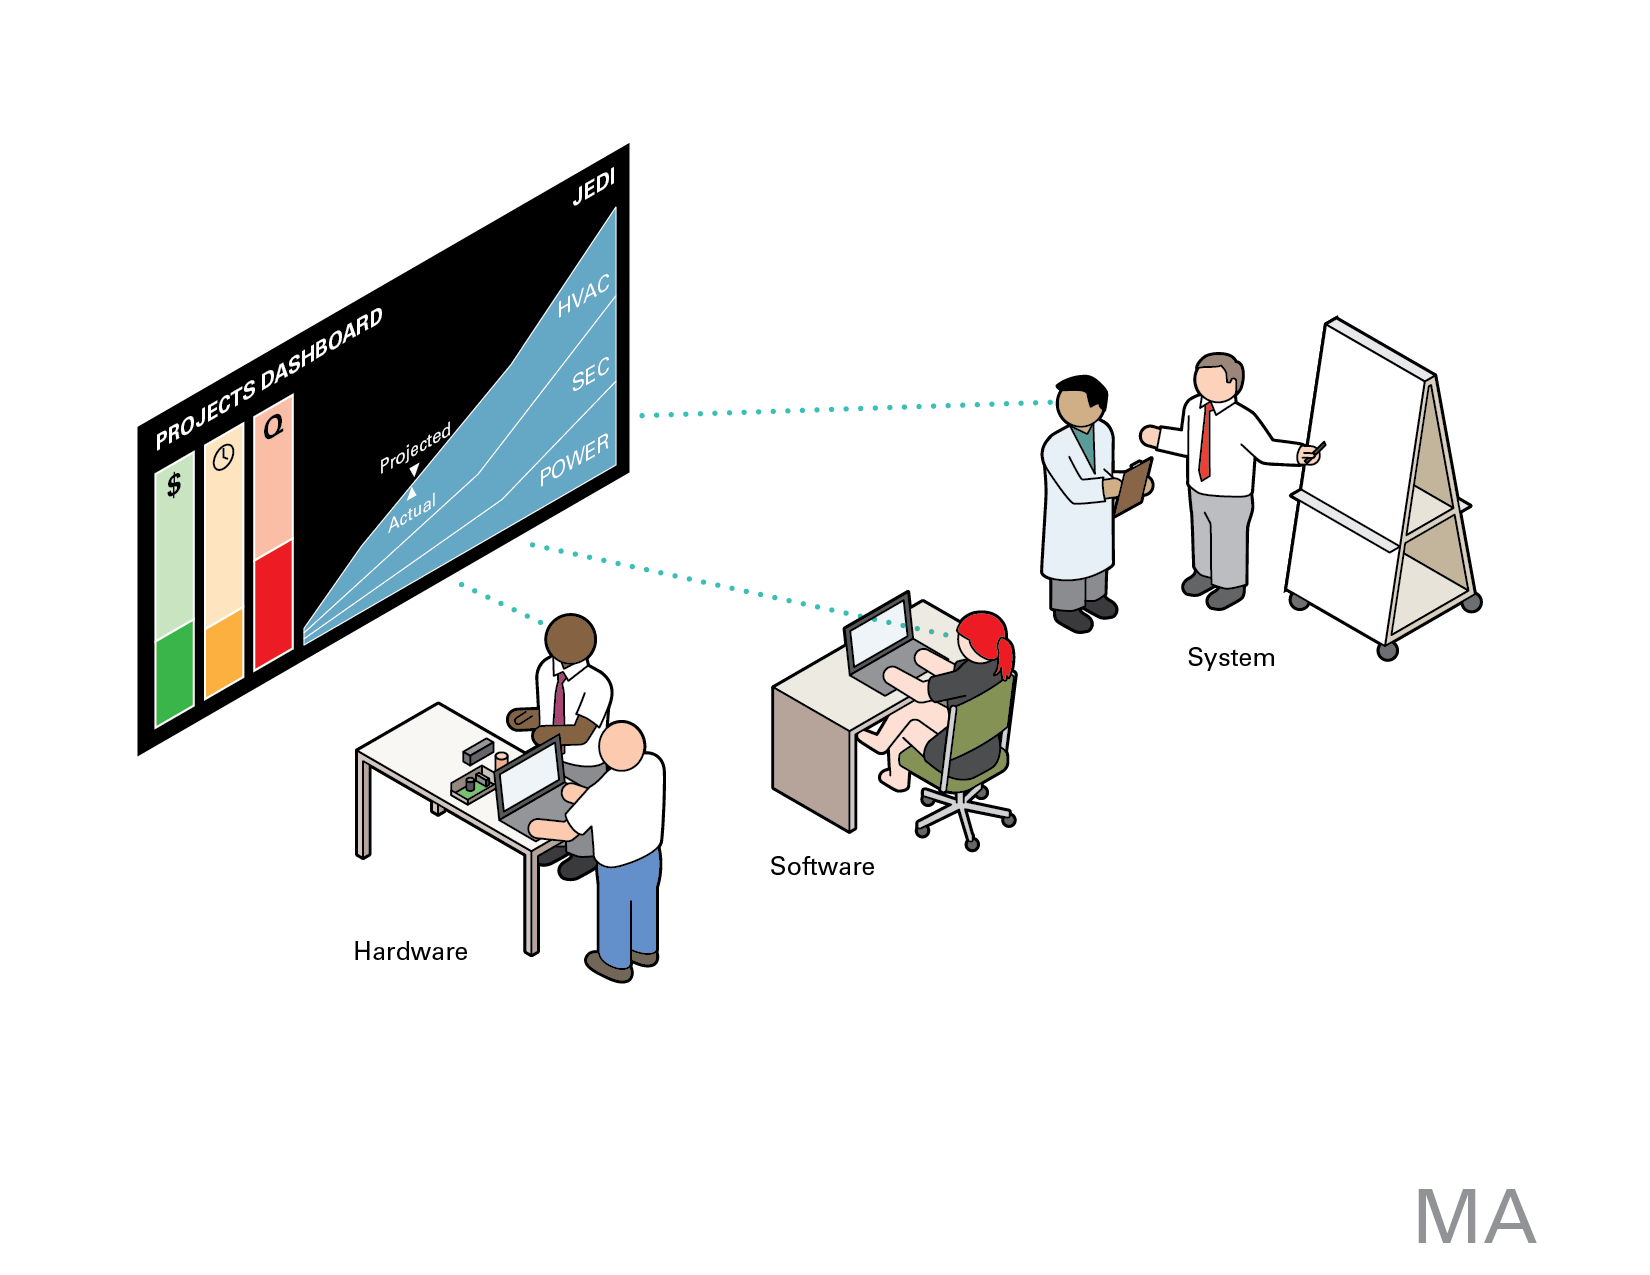 PROJECTS DASHBOARD
JEDI
$
Q
Projected
Actual
HVAC
SEC
POWER
System
Software
Hardware
MA